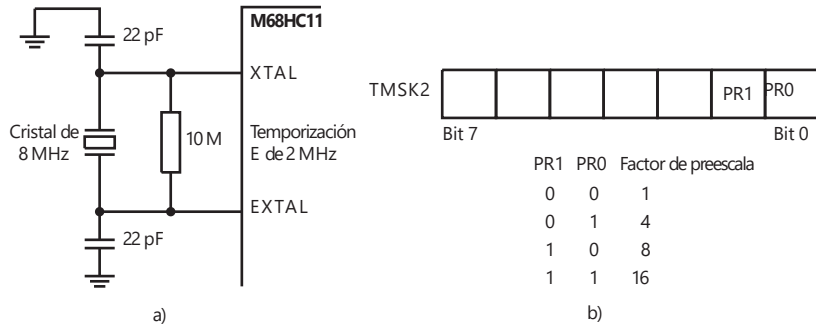 M68HC11
22 pF
XTAL
Cristal de
8 MHz
10 M
Temporización
E de 2 MHz
EXTAL
22 pF
a)
TMSK2
PR1
PR0
Bit 7
Bit 0
PR1 PR0 Factor de preescala
0 0 1
0 1 4
1 0 8
1 1 16
b)